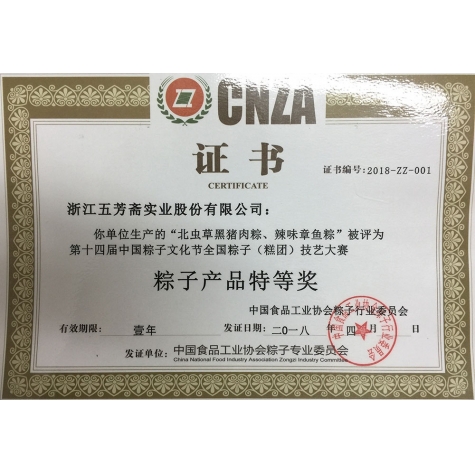 CNZA
证书
CERTIFICATE
证书编号:2018-ZZ-001
浙江五芳斋实业股份有限公司：
你单位生产的“北虫草黑猪肉粽、辣味章鱼粽”被评为
第十四届中国粽子文化节全国粽子（糕团）技艺大赛
粽子产品特等奖
中国食品工业协会粽子行业委员会
有效期限： 壹年 发证日期：二〇一八 年 四 月 日
发证单位： 中国食品工业协会粽子专业委员会
China National Food Industry Association Zongzi Industry Committee